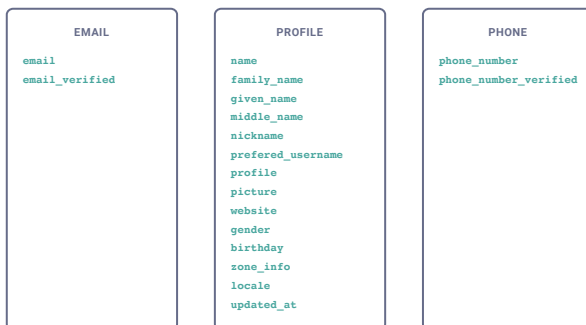 EMAIL
email
email_verified
PROFILE
name
family_name
given_name
middle_name
nickname
prefered_username
profile
picture
website
gender
birthday
zone_info
locale
updated_at
PHONE
phone_number
phone_number_verified